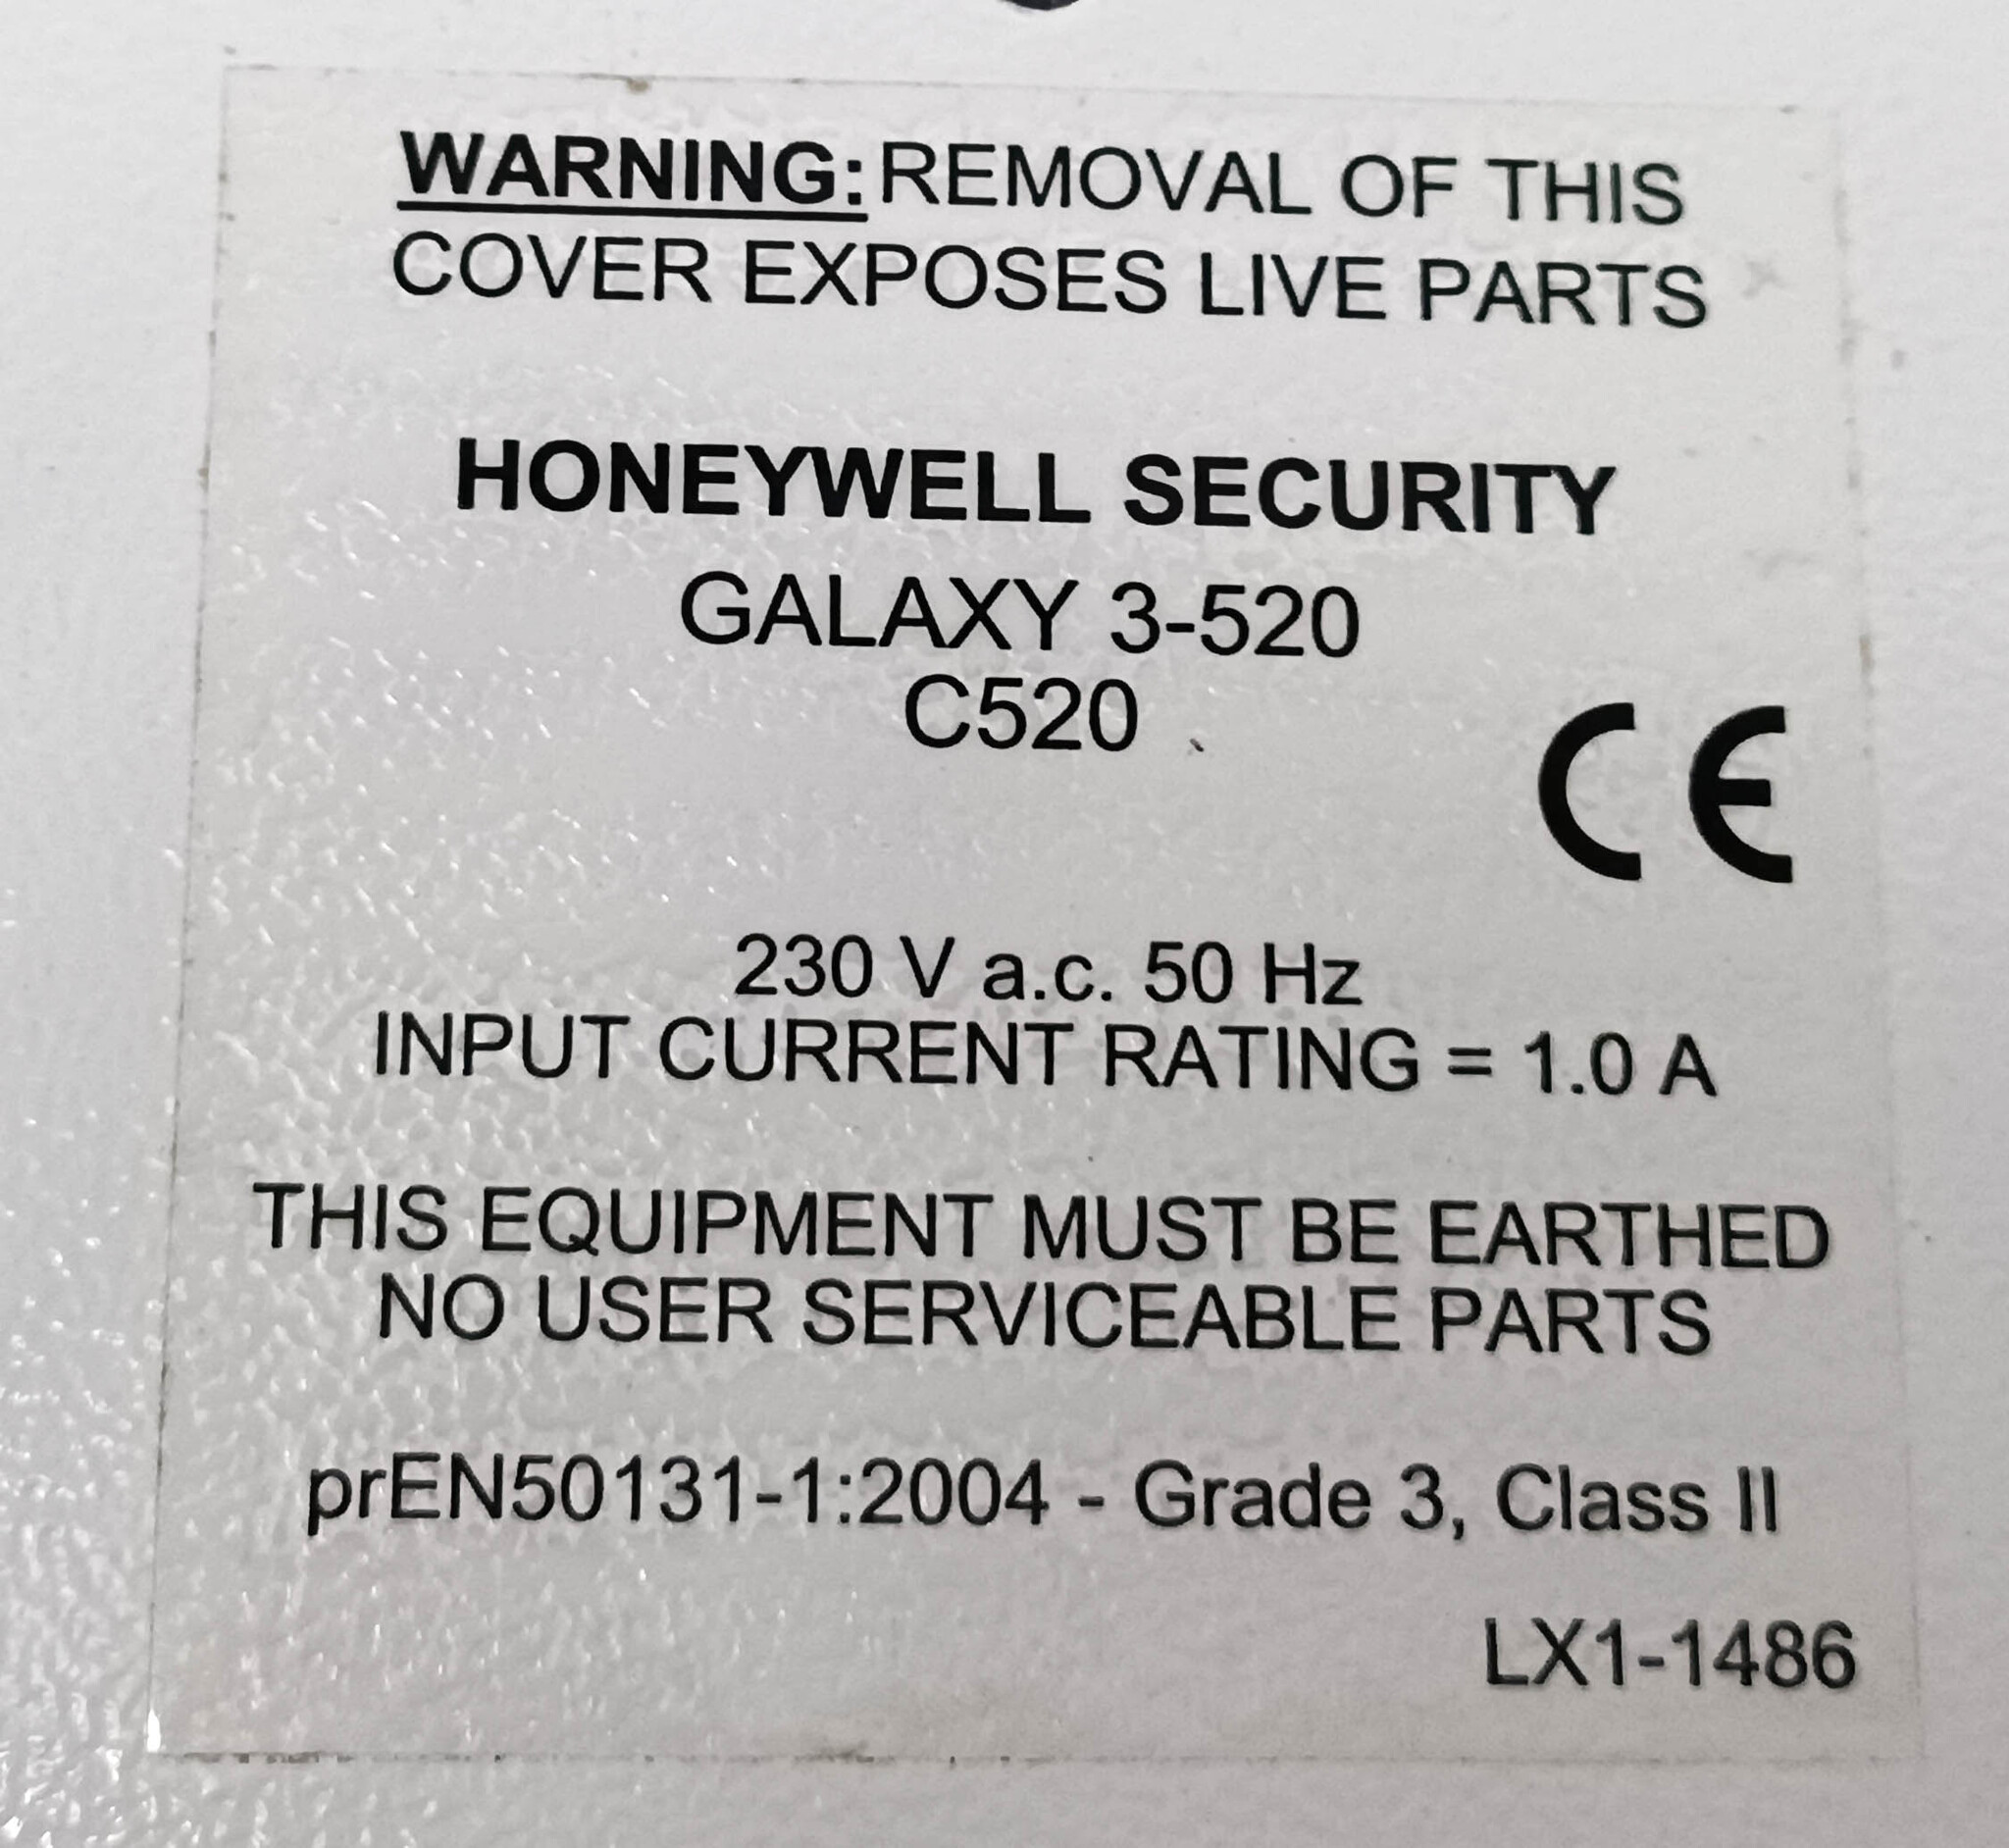 WARNING: REMOVAL OF THIS
COVER EXPOSES LIVE PARTS
HONEYWELL SECURITY
GALAXY 3-520
C520
CE
230 V a.c. 50 Hz
INPUT CURRENT RATING = 1.0 A
THIS EQUIPMENT MUST BE EARTHED
NO USER SERVICEABLE PARTS
prEN50131-1:2004 - Grade 3, Class II
LX1-1486